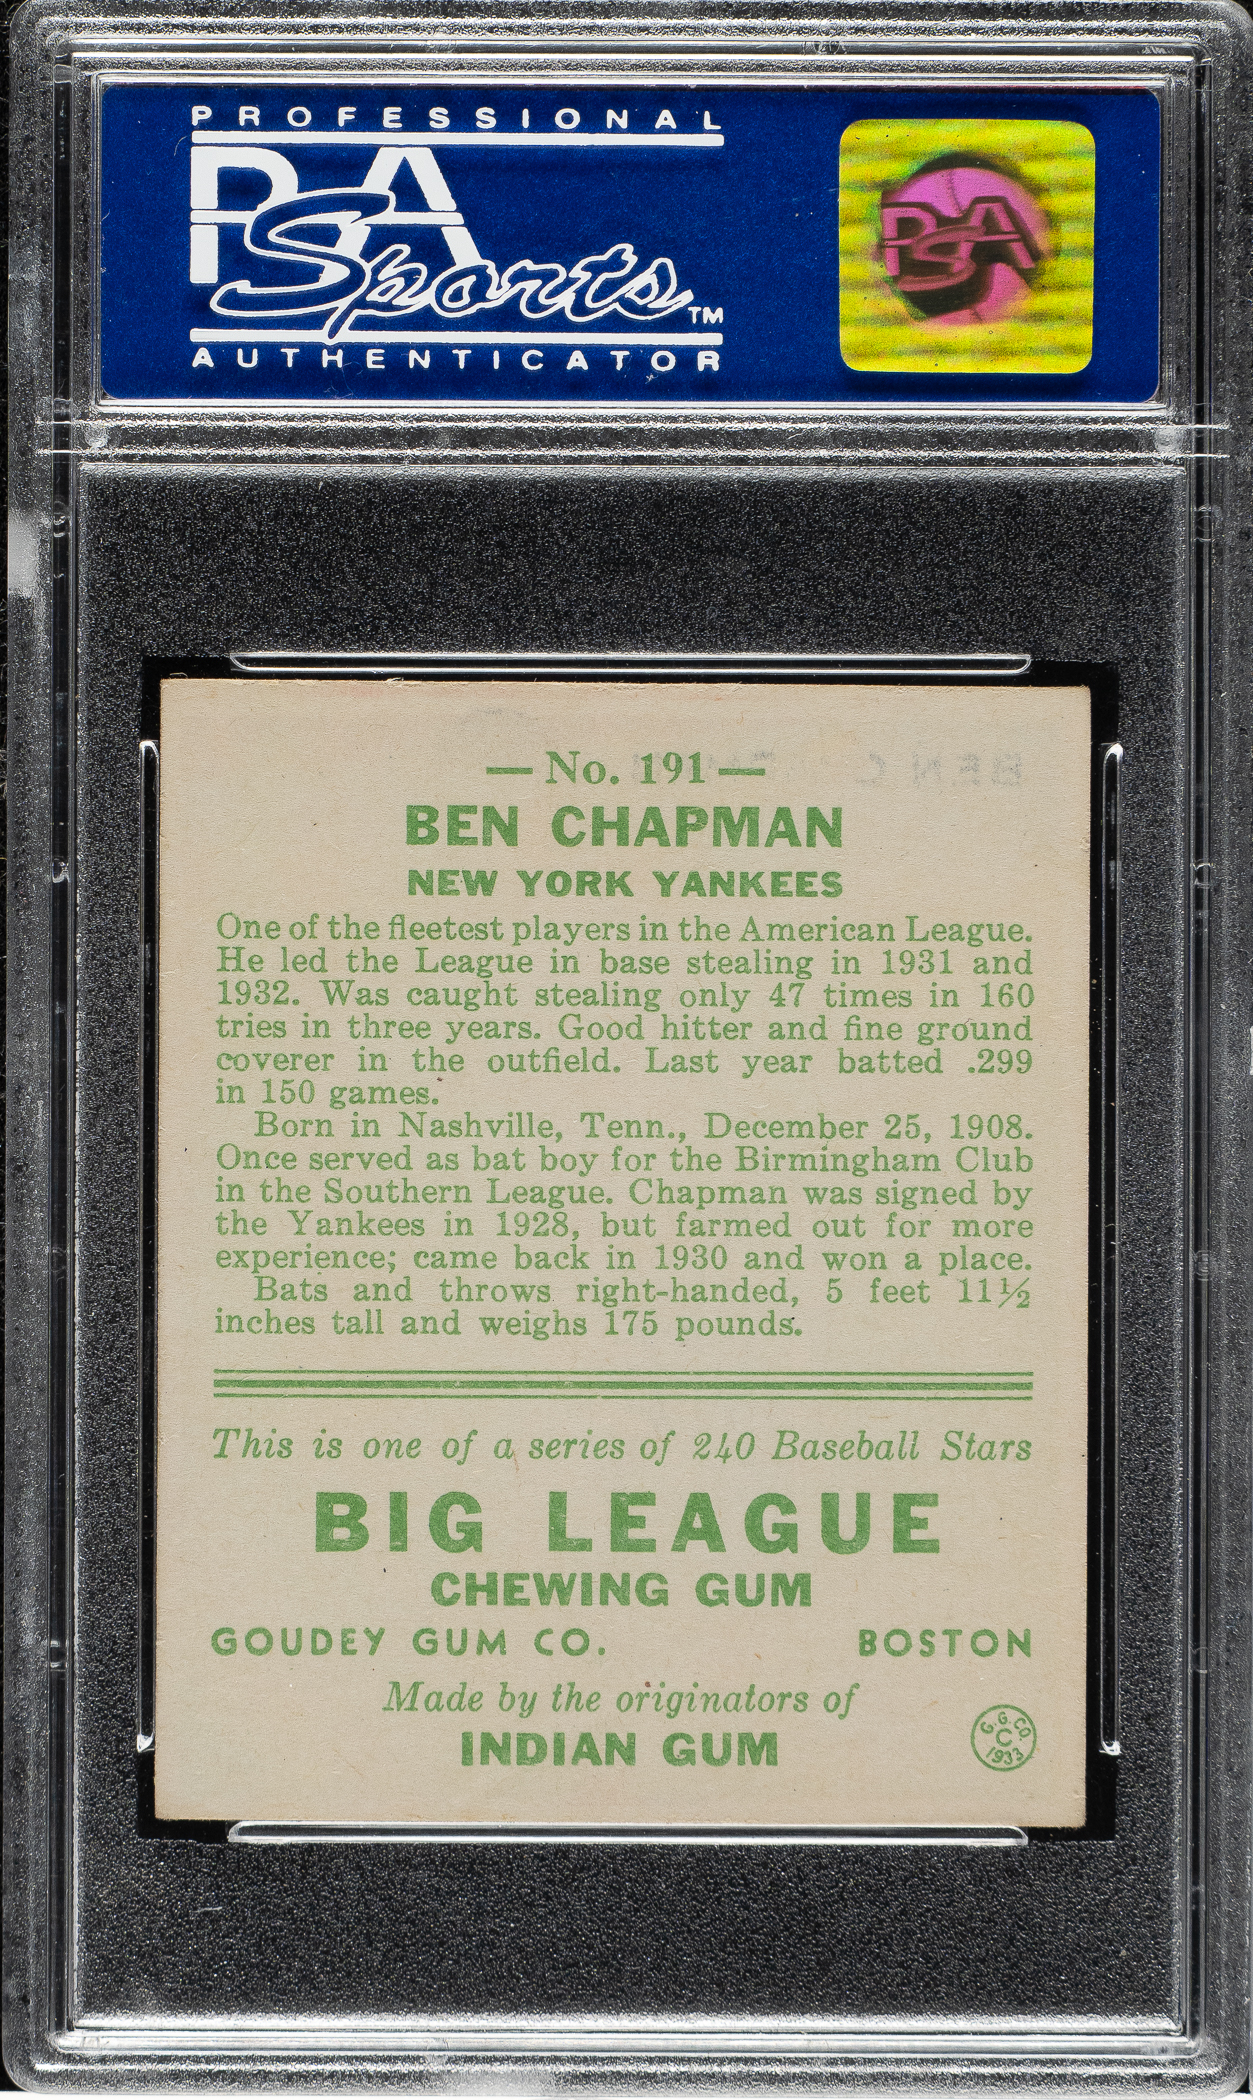 PROFESSIONAL
PSA
Sports™
AUTHENTICATOR
PSA
— No. 191 —
BEN CHAPMAN
NEW YORK YANKEES
One of the fleetest players in the American League.
He led the League in base stealing in 1931 and
1932. Was caught stealing only 47 times in 160
tries in three years. Good hitter and fine ground
coverer in the outfield. Last year batted .299
in 150 games.
Born in Nashville, Tenn., December 25, 1908.
Once served as bat boy for the Birmingham Club
in the Southern League. Chapman was signed by
the Yankees in 1928, but farmed out for more
experience; came back in 1930 and won a place.
Bats and throws right-handed, 5 feet 11½
inches tall and weighs 175 pounds.
This is one of a series of 240 Baseball Stars
BIG LEAGUE
CHEWING GUM
GOUDEY GUM CO. BOSTON
Made by the originators of
INDIAN GUM
G.G.CO.
C
1933